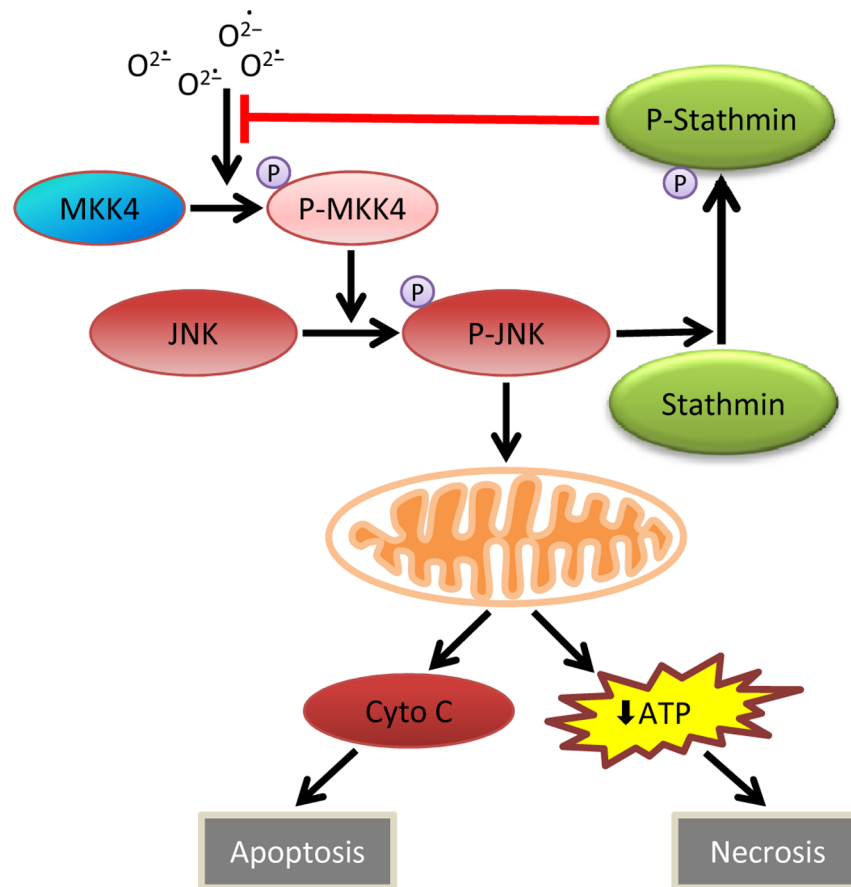 O²∸
O²∸ O²∸
O²∸
P-Stathmin
P
P
MKK4
P-MKK4
P
JNK
P-JNK
Stathmin
Cyto C
⬇ATP
Apoptosis
Necrosis